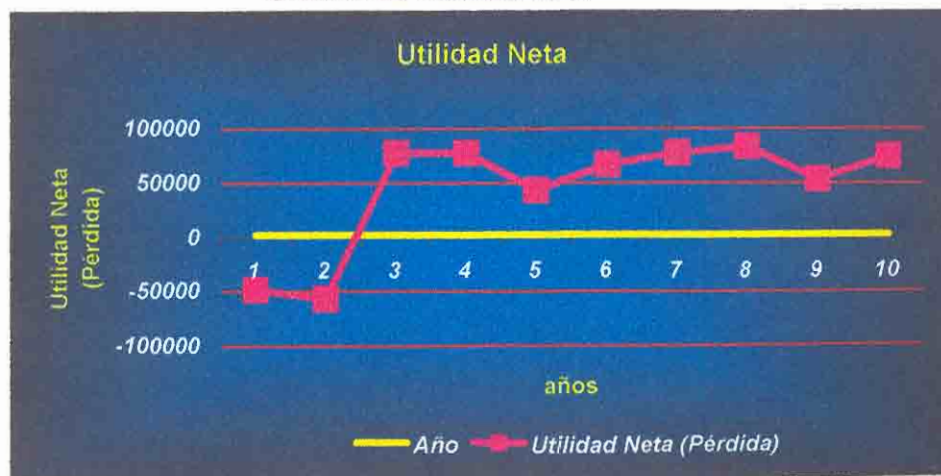 Utilidad Neta
Utilidad Neta
(Pérdida)
100000
50000
0
-50000
-100000
1 2 3 4 5 6 7 8 9 10
años
Año Utilidad Neta (Pérdida)